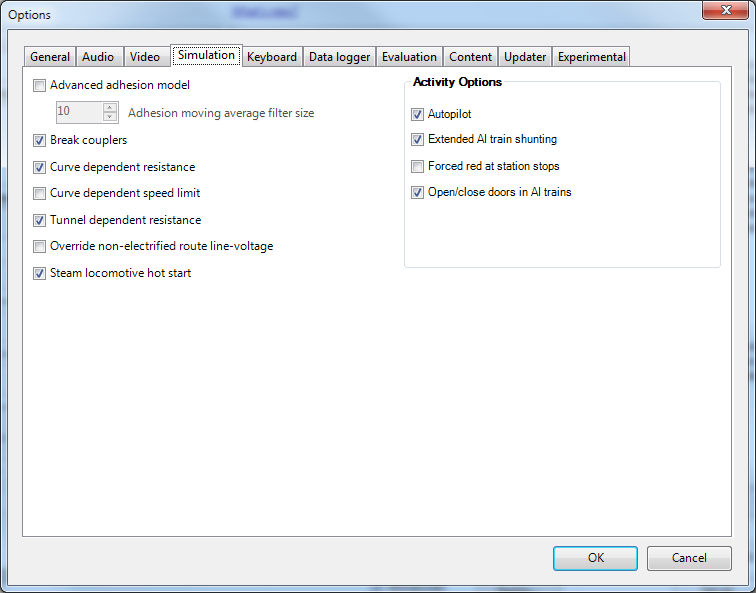 Options
General Audio Video Simulation Keyboard Data logger Evaluation Content Updater Experimental
Advanced adhesion model
10 Adhesion moving average filter size
Break couplers
Curve dependent resistance
Curve dependent speed limit
Tunnel dependent resistance
Override non-electrified route line-voltage
Steam locomotive hot start
Activity Options
Autopilot
Extended AI train shunting
Forced red at station stops
Open/close doors in AI trains
OK Cancel